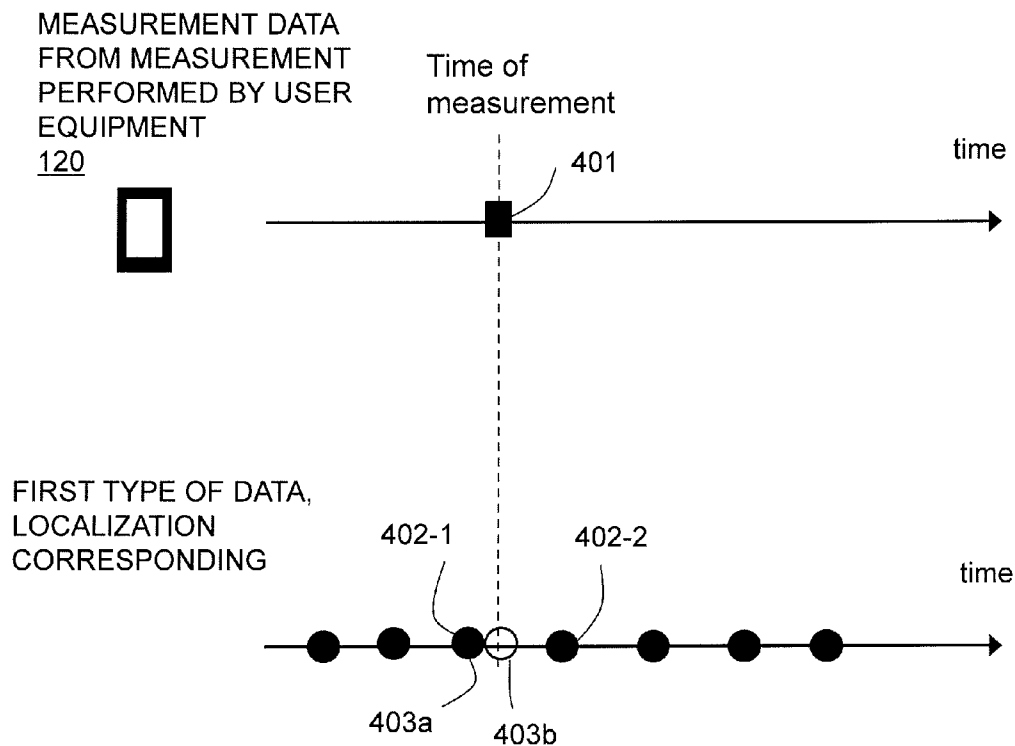 MEASUREMENT DATA
FROM MEASUREMENT
PERFORMED BY USER
EQUIPMENT
120
Time of
measurement
401
time
FIRST TYPE OF DATA,
LOCALIZATION
CORRESPONDING
402-1
402-2
time
403a
403b